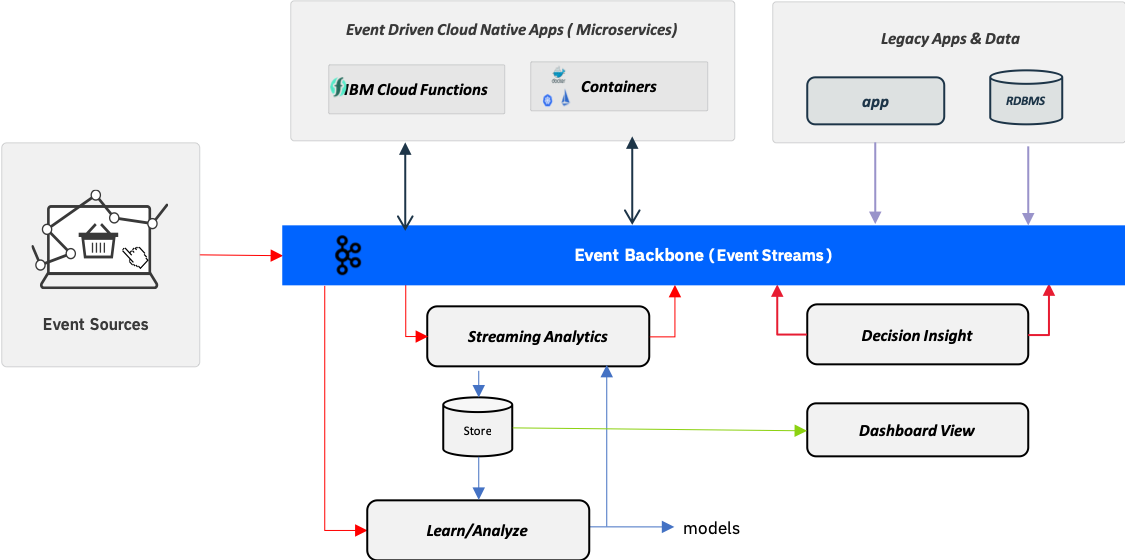 Event Driven Cloud Native Apps ( Microservices)
IBM Cloud Functions
docker
Containers
Legacy Apps & Data
app
RDBMS
Event Sources
Event Backbone ( Event Streams )
Streaming Analytics
Decision Insight
Store
Dashboard View
Learn/Analyze
models